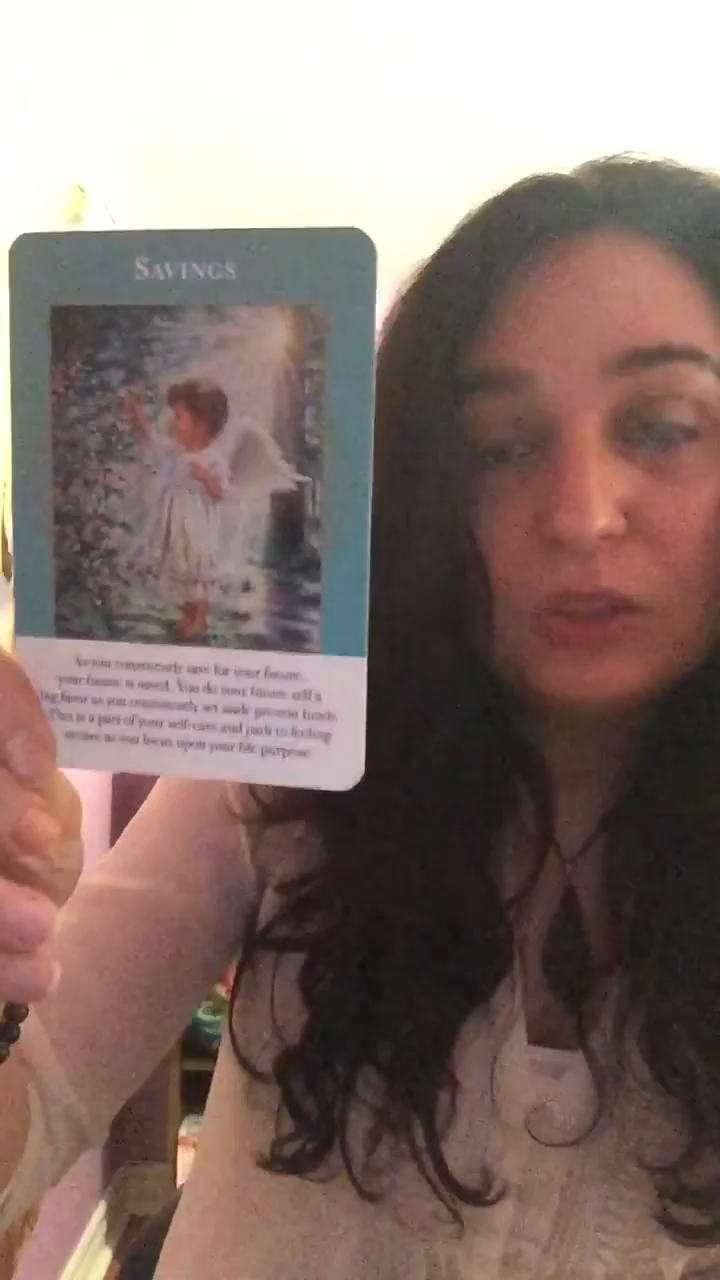 SAVINGS
As you consistently save for your future,
your future is saved. You do your future self a
big favor as you consistently set aside present funds.
This is a part of your self-care and path to feeling
secure as you focus upon your life purpose.